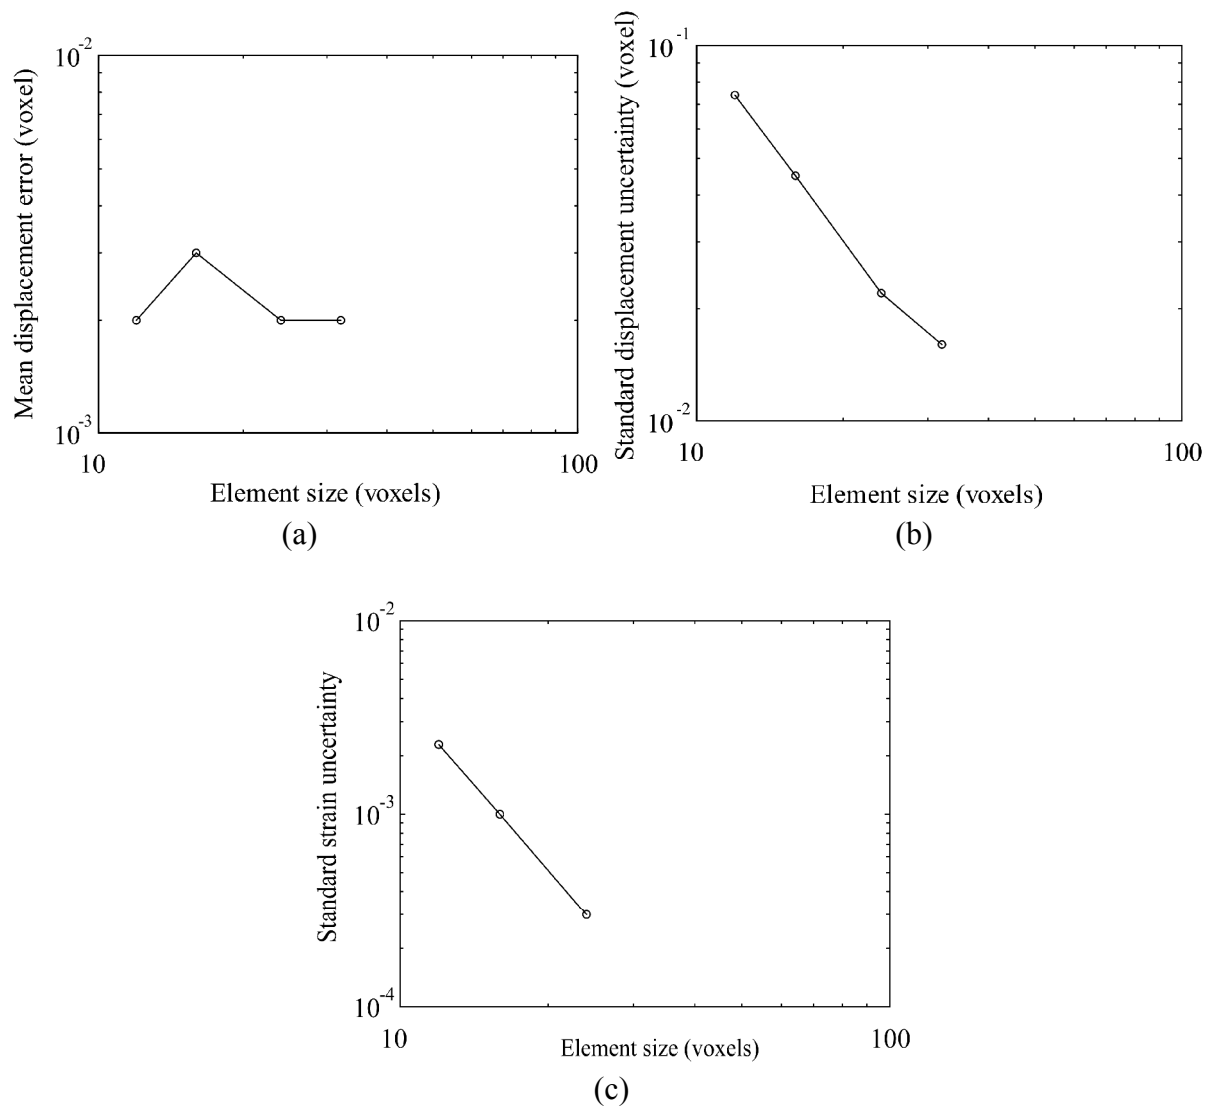 Mean displacement error (voxel)
10-2
10-3
10
100
Element size (voxels)
(a)
Standard displacement uncertainty (voxel)
10-1
10-2
10
100
Element size (voxels)
(b)
Standard strain uncertainty
10-2
10-3
10-4
10
100
Element size (voxels)
(c)